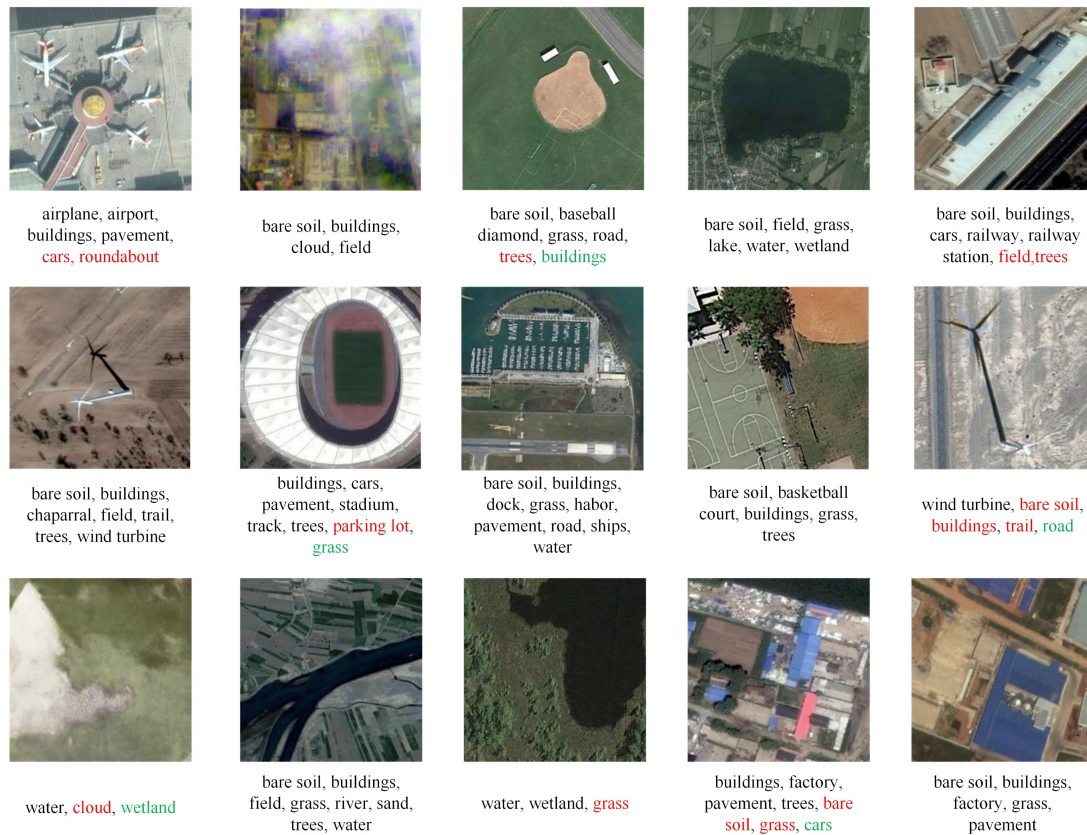 airplane, airport,
buildings, pavement,
cars, roundabout
bare soil, buildings,
cloud, field
bare soil, baseball
diamond, grass, road,
trees, buildings
bare soil, field, grass,
lake, water, wetland
bare soil, buildings,
cars, railway, railway
station, field,trees
bare soil, buildings,
chaparral, field, trail,
trees, wind turbine
buildings, cars,
pavement, stadium,
track, trees, parking lot,
grass
bare soil, buildings,
dock, grass, habor,
pavement, road, ships,
water
bare soil, basketball
court, buildings, grass,
trees
wind turbine, bare soil,
buildings, trail, road
water, cloud, wetland
bare soil, buildings,
field, grass, river, sand,
trees, water
water, wetland, grass
buildings, factory,
pavement, trees, bare
soil, grass, cars
bare soil, buildings,
factory, grass,
pavement